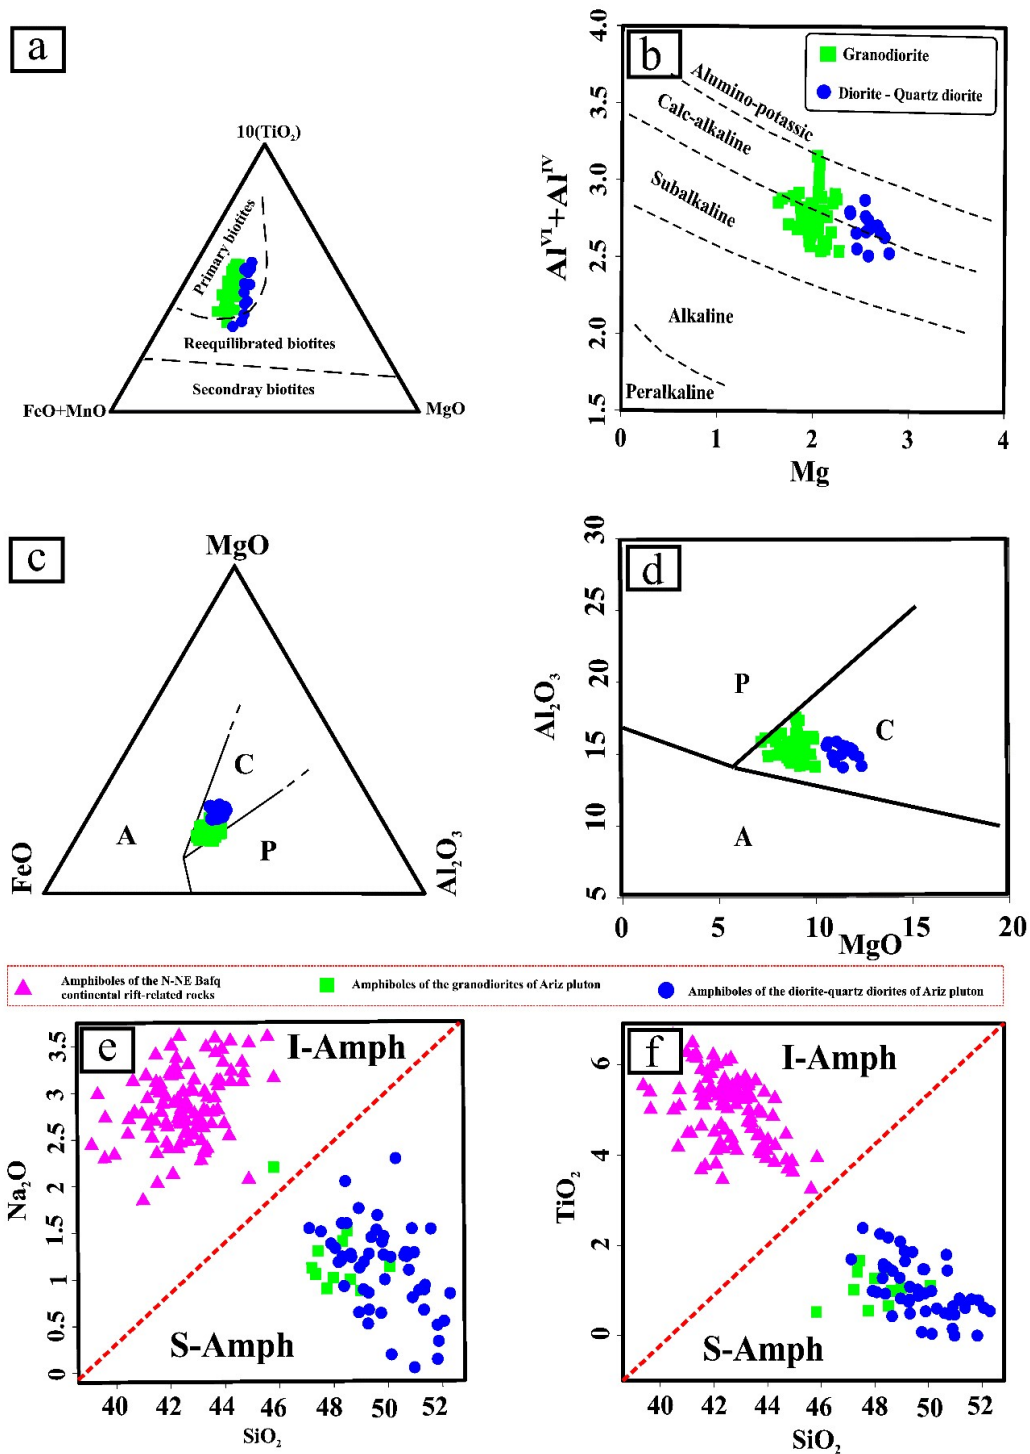 a
10(TiO2)
Primary biotites
Reequilibrated biotites
Secondray biotites
FeO+MnO
MgO
b
Granodiorite
Diorite - Quartz diorite
Alumino-potassic
Calc-alkaline
Subalkaline
Alkaline
Peralkaline
Al^VI+Al^IV
4.0
3.5
3.0
2.5
2.0
1.5
0 1 2 3 4
Mg
c
MgO
C
A
P
FeO
Al2O3
d
30
25
20
15
10
5
Al2O3
P
C
A
0 5 10 15 20
MgO
Amphiboles of the N-NE Bafq
continental rift-related rocks
Amphiboles of the granodiorites of Ariz pluton
Amphiboles of the diorite-quartz diorites of Ariz pluton
e
I-Amph
S-Amph
Na2O
3.5
3
2.5
2
1.5
1
0.5
0
40 42 44 46 48 50 52
SiO2
f
I-Amph
S-Amph
TiO2
6
4
2
0
40 42 44 46 48 50 52
SiO2